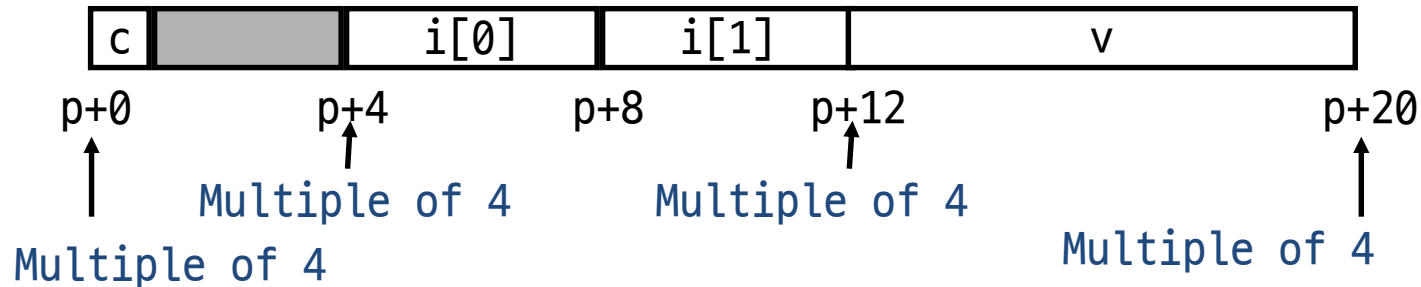 c i[0] i[1] v
p+0 p+4 p+8 p+12 p+20
Multiple of 4 Multiple of 4
Multiple of 4 Multiple of 4